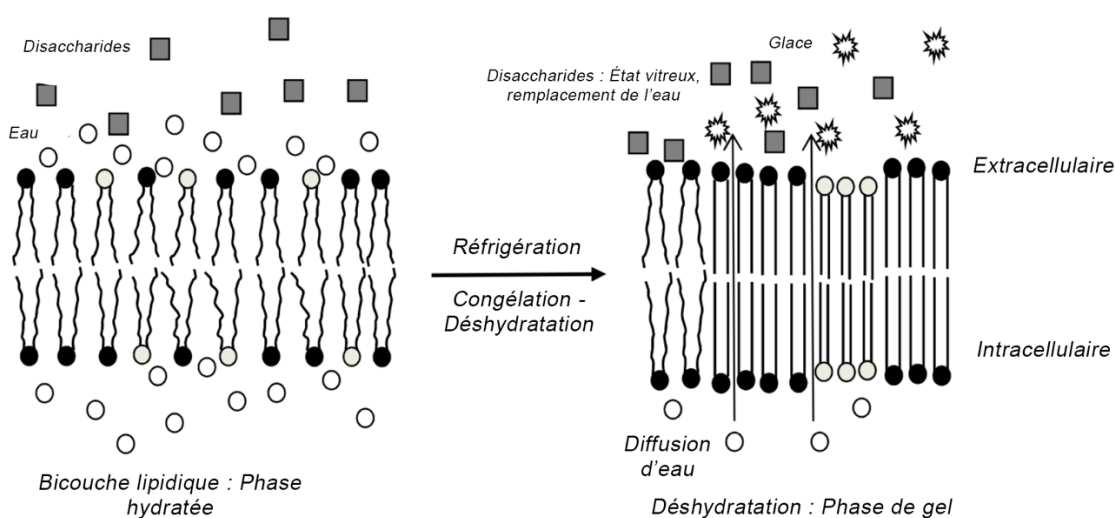 Disaccharides
Eau
Bicouche lipidique : Phase
hydratée
Réfrigération
Congélation -
Déshydratation
Glace
Disaccharides : État vitreux,
remplacement de l'eau
Extracellulaire
Intracellulaire
Diffusion
d'eau
Déshydratation : Phase de gel